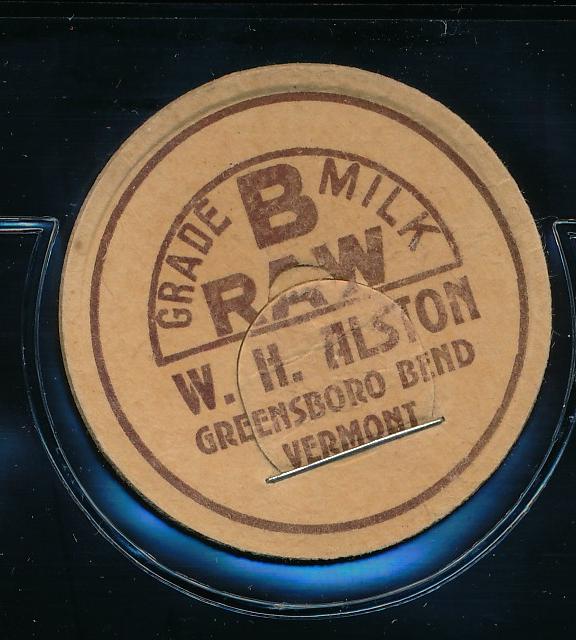 GRADE B MILK
RAW
W. H. ALSTON
GREENSBORO BEND
VERMONT